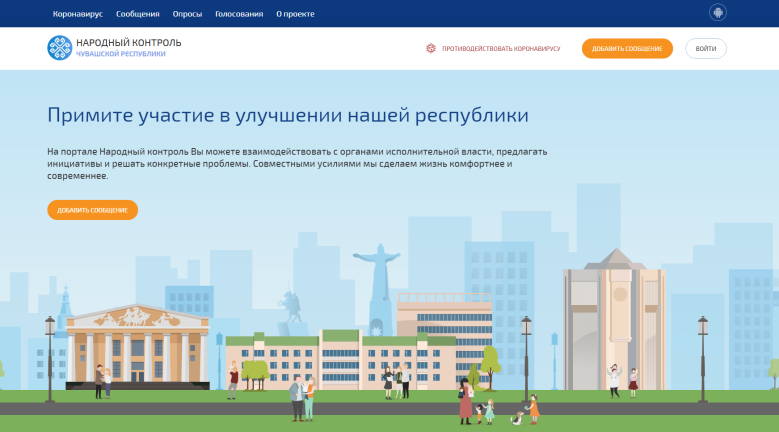 Коронавирус Сообщения Опросы Голосования О проекте
НАРОДНЫЙ КОНТРОЛЬ
ЧУВАШСКОЙ РЕСПУБЛИКИ
ПРОТИВОДЕЙСТВОВАТЬ КОРОНАВИРУСУ
ДОБАВИТЬ СООБЩЕНИЕ
ВОЙТИ
Примите участие в улучшении нашей республики
На портале Народный контроль Вы можете взаимодействовать с органами исполнительной власти, предлагать
инициативы и решать конкретные проблемы. Совместными усилиями мы сделаем жизнь комфортнее и
современнее.
ДОБАВИТЬ СООБЩЕНИЕ